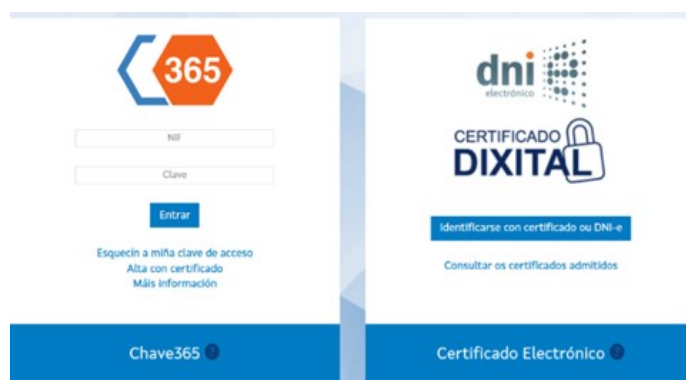 365
NIF
Clave
Entrar
Esquecín a miña clave de acceso
Alta con certificado
Máis información
Chave365 ?
dni
electrónico
CERTIFICADO
DIXITAL
Identificarse con certificado ou DNI-e
Consultar os certificados admitidos
Certificado Electrónico ?